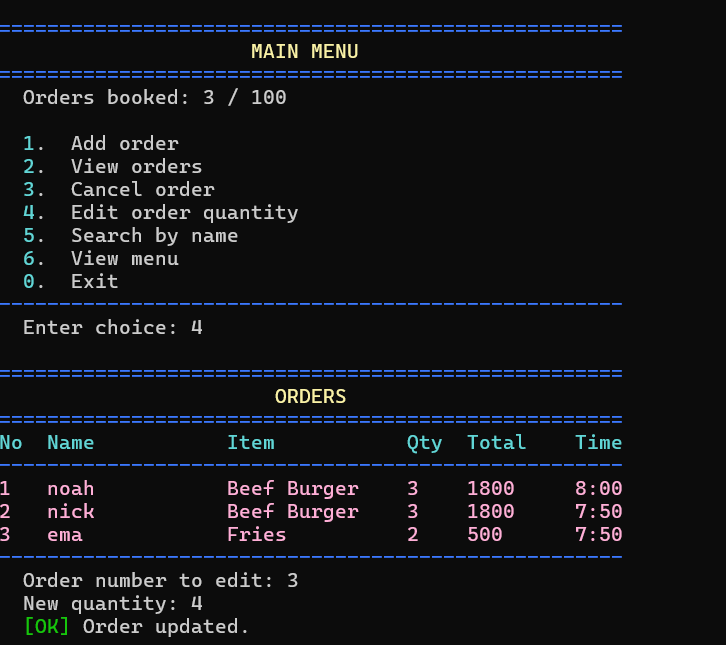 ====================================================
MAIN MENU
====================================================
Orders booked: 3 / 100
1. Add order
2. View orders
3. Cancel order
4. Edit order quantity
5. Search by name
6. View menu
0. Exit
----------------------------------------------------
Enter choice: 4
====================================================
ORDERS
====================================================
No Name Item Qty Total Time
----------------------------------------------------
1 noah Beef Burger 3 1800 8:00
2 nick Beef Burger 3 1800 7:50
3 ema Fries 2 500 7:50
----------------------------------------------------
Order number to edit: 3
New quantity: 4
[OK] Order updated.